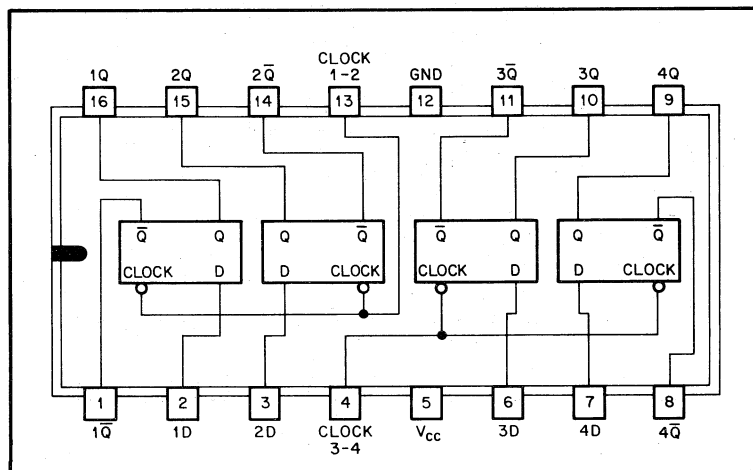 1Q 2Q 2Q̅ CLOCK 1-2 GND 3Q̅ 3Q 4Q
16 15 14 13 12 11 10 9
Q̅ Q Q Q̅ Q̅ Q Q Q̅
CLOCK D D CLOCK CLOCK D D CLOCK
1 2 3 4 5 6 7 8
1Q̅ 1D 2D CLOCK 3-4 VCC 3D 4D 4Q̅